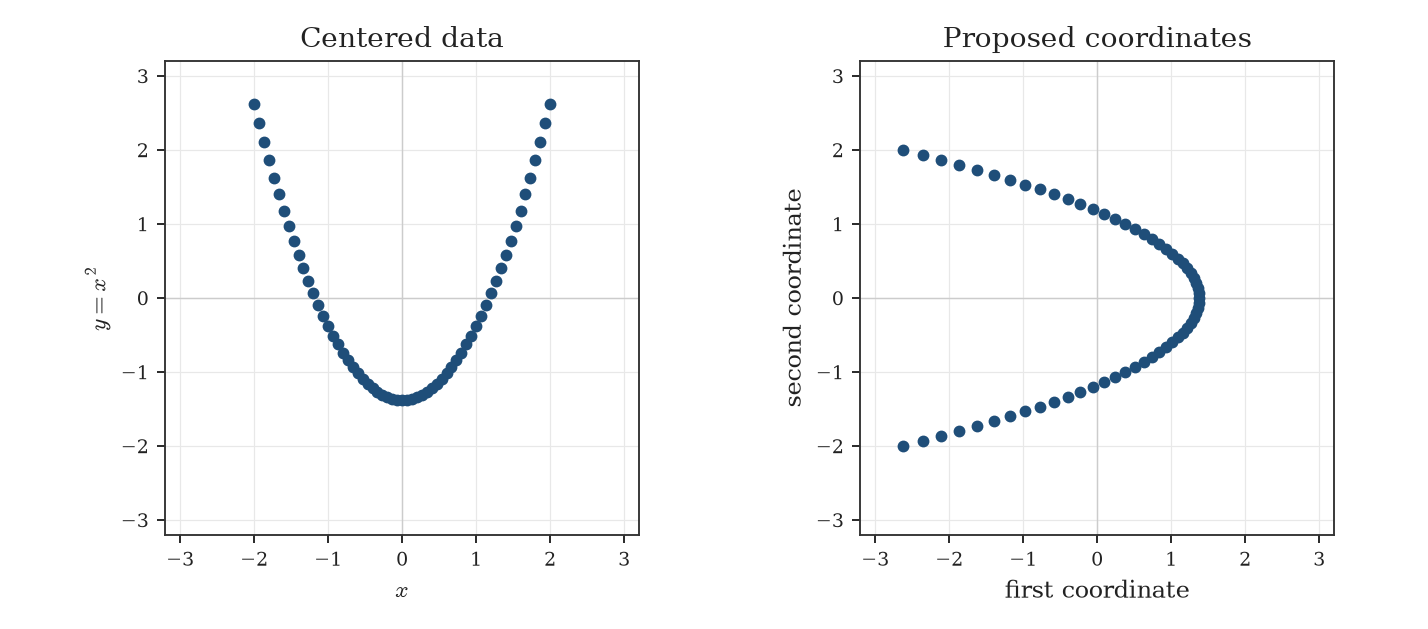 Centered data
3
2
1
0
−1
−2
−3
y = x²
−3 −2 −1 0 1 2 3
x
Proposed coordinates
3
2
1
0
−1
−2
−3
second coordinate
−3 −2 −1 0 1 2 3
first coordinate